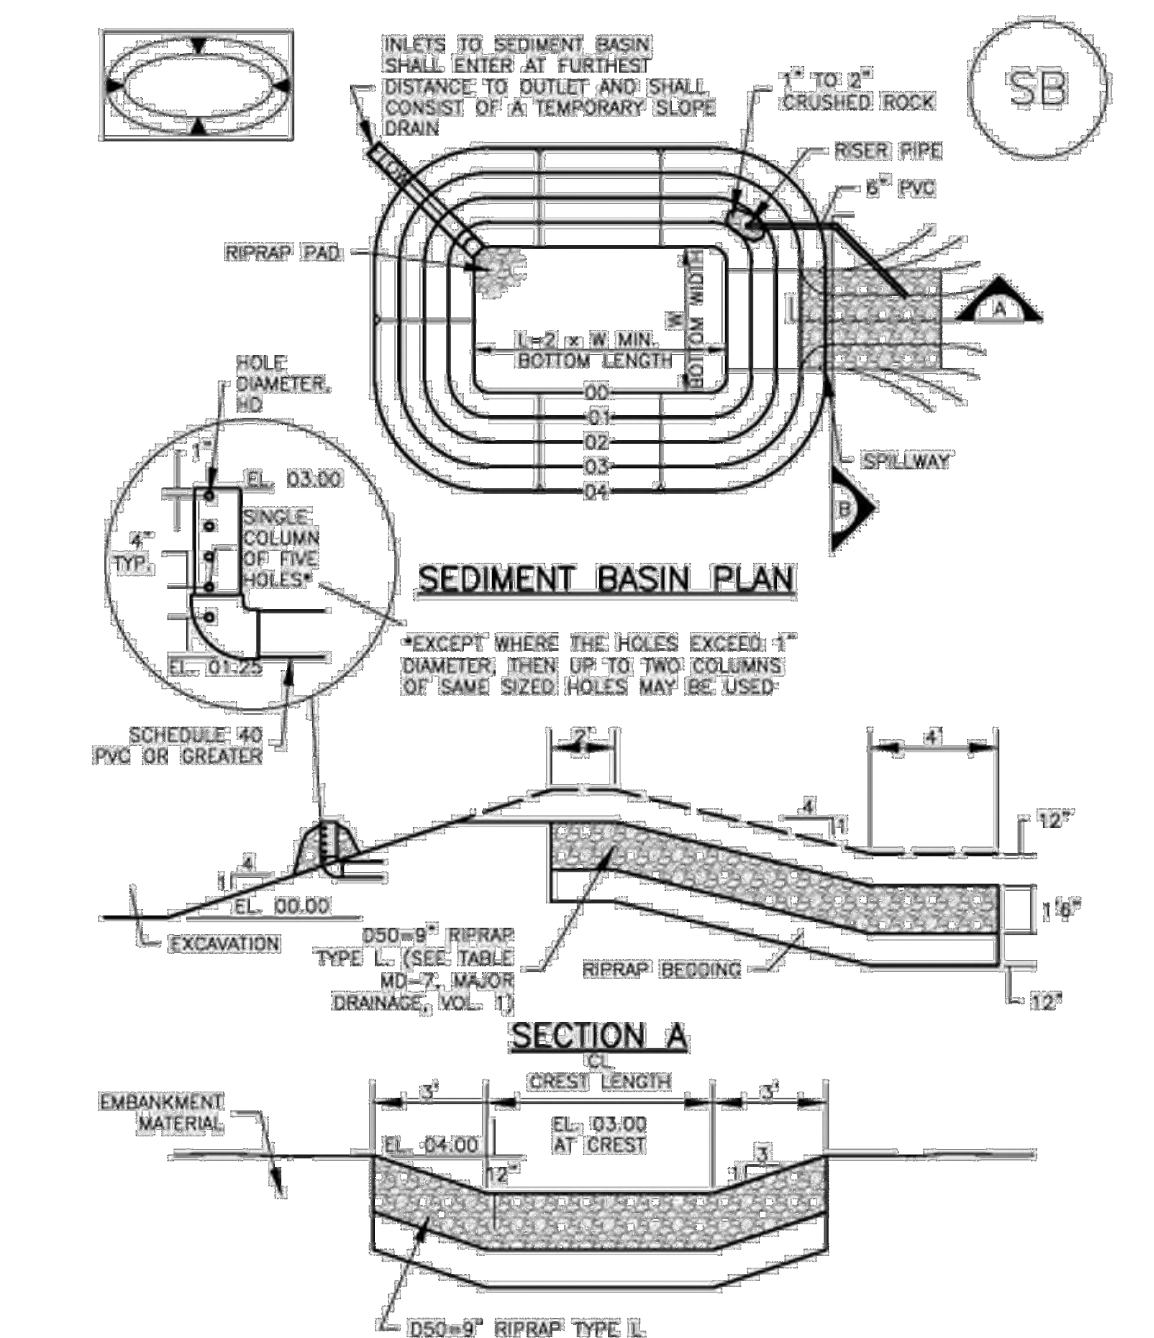 INLETS TO SEDIMENT BASIN
SHALL ENTER AT FURTHEST
DISTANCE TO OUTLET AND SHALL
CONSIST OF A TEMPORARY SLOPE
DRAIN
1" TO 2"
CRUSHED ROCK
SB
RISER PIPE
6" PVC
RIPRAP PAD
BOTTOM WIDTH
W
A
L=2 x W MIN.
BOTTOM LENGTH
00
01
02
03
04
HOLE
DIAMETER,
HD
SPILLWAY
B
1"
EL. 03:00
SINGLE
COLUMN
OF FIVE
HOLES*
4"
TYP.
EL. 01.25
SEDIMENT BASIN PLAN
*EXCEPT WHERE THE HOLES EXCEED 1"
DIAMETER, THEN UP TO TWO COLUMNS
OF SAME SIZED HOLES MAY BE USED
SCHEDULE 40
PVC OR GREATER
2'
4'
4
1
12"
4
1
EL. 00.00
1'6"
EXCAVATION
D50=9" RIPRAP
TYPE L. (SEE TABLE
MD-7, MAJOR
DRAINAGE, VOL. 1)
RIPRAP BEDDING
12"
SECTION A
CL
CREST LENGTH
3'
3'
EMBANKMENT
MATERIAL
EL. 04.00
EL. 03.00
AT CREST
12"
3
1
D50=9" RIPRAP TYPE L